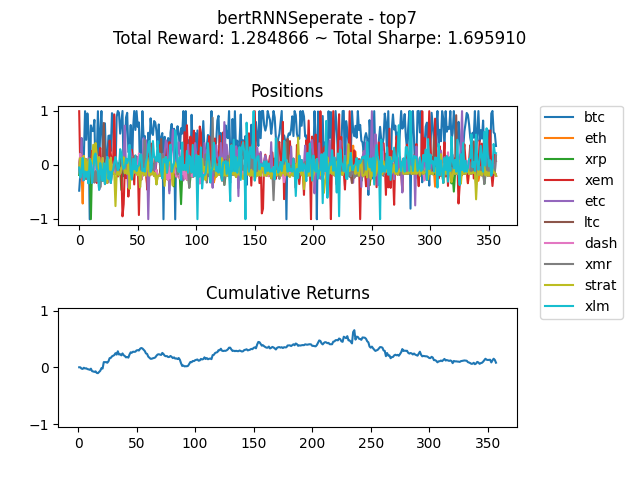 bertRNNSeperate - top7
Total Reward: 1.284866 ~ Total Sharpe: 1.695910
Positions
1
0
−1
0 50 100 150 200 250 300 350
btc
eth
xrp
xem
etc
ltc
dash
xmr
strat
xlm
Cumulative Returns
1
0
−1
0 50 100 150 200 250 300 350